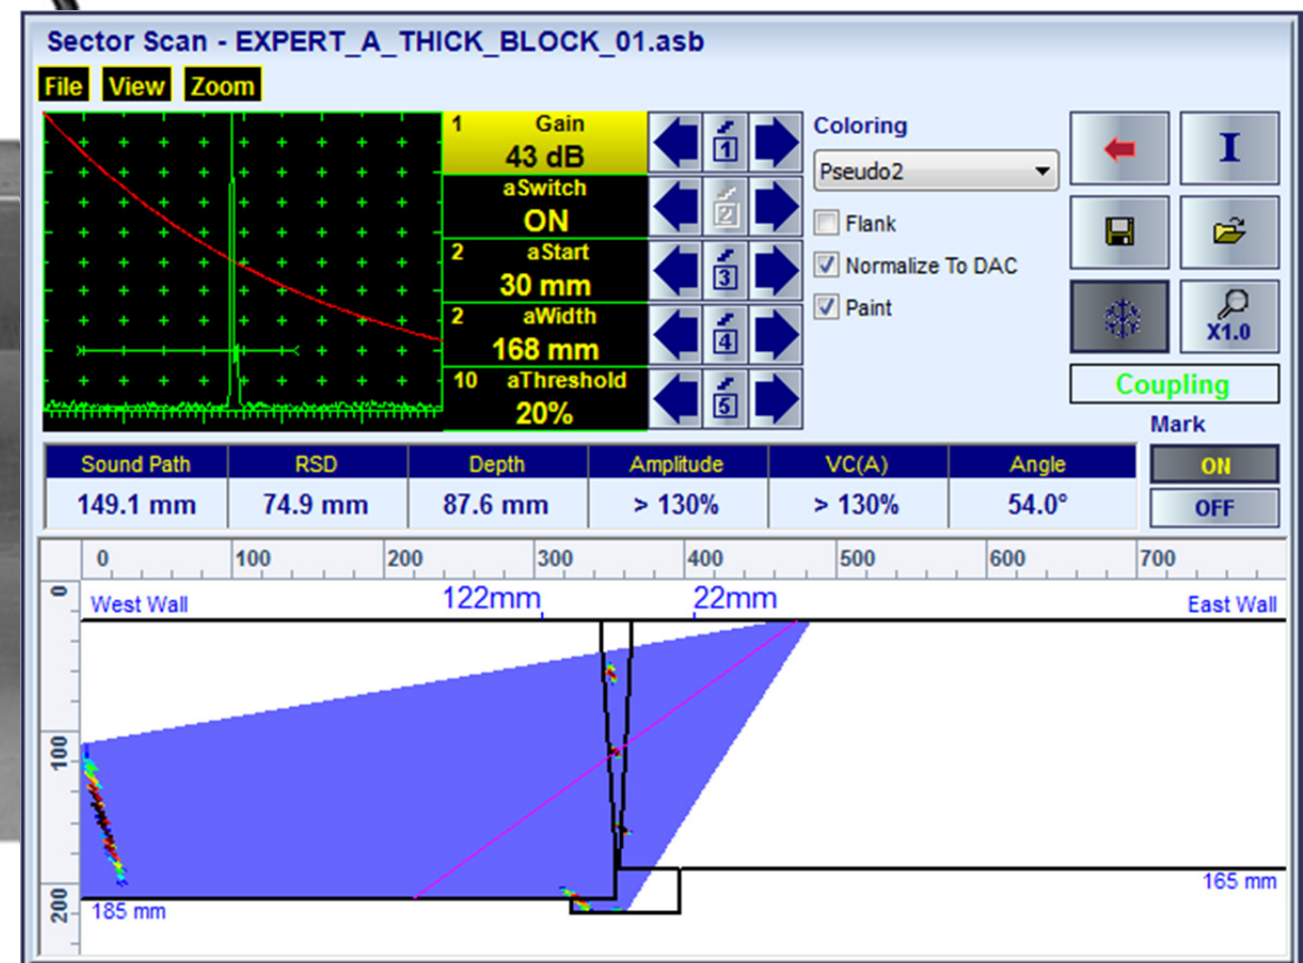 Sector Scan - EXPERT_A_THICK_BLOCK_01.asb
File View Zoom
1 Gain
43 dB
1
aSwitch
ON
2
2 aStart
30 mm
3
2 aWidth
168 mm
4
10 aThreshold
20%
5
Coloring
Pseudo2
Flank
Normalize To DAC
Paint
I
X1.0
Coupling
Mark
ON
OFF
Sound Path RSD Depth Amplitude VC(A) Angle
149.1 mm 74.9 mm 87.6 mm > 130% > 130% 54.0°
0 100 200 300 400 500 600 700
0
100
200
West Wall 122mm 22mm East Wall
165 mm
185 mm